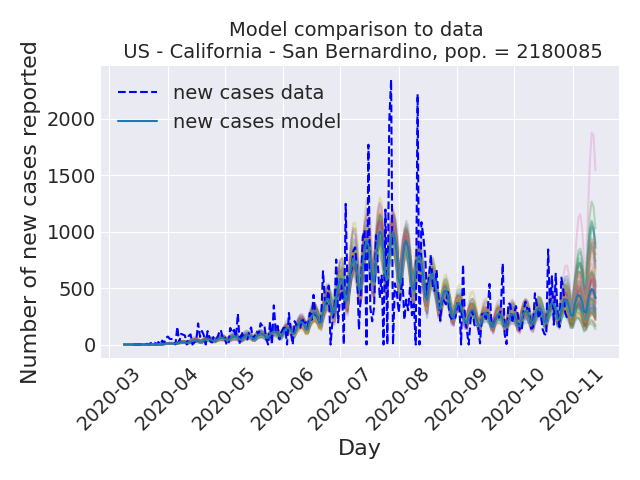 Model comparison to data
US - California - San Bernardino, pop. = 2180085
new cases data
new cases model
Number of new cases reported
2000
1500
1000
500
0
2020-03
2020-04
2020-05
2020-06
2020-07
2020-08
2020-09
2020-10
2020-11
Day